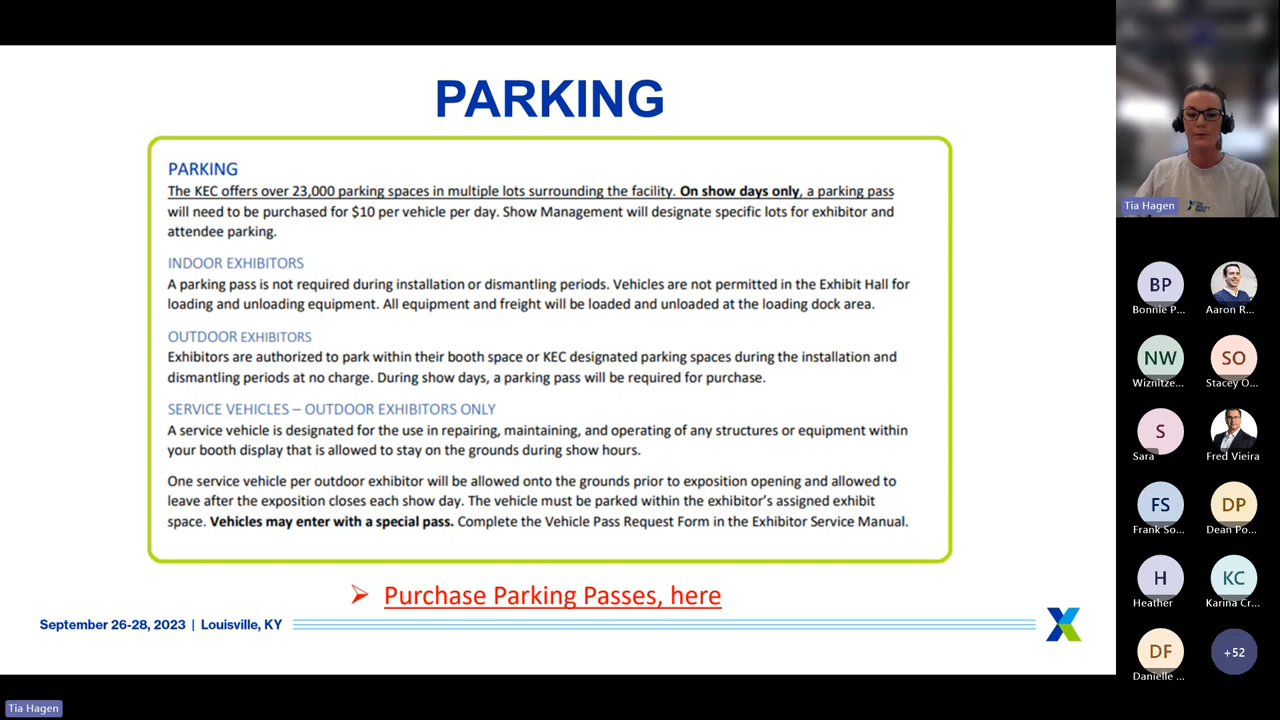 PARKING
PARKING
The KEC offers over 23,000 parking spaces in multiple lots surrounding the facility. On show days only, a parking pass
will need to be purchased for $10 per vehicle per day. Show Management will designate specific lots for exhibitor and
attendee parking.
INDOOR EXHIBITORS
A parking pass is not required during installation or dismantling periods. Vehicles are not permitted in the Exhibit Hall for
loading and unloading equipment. All equipment and freight will be loaded and unloaded at the loading dock area.
OUTDOOR EXHIBITORS
Exhibitors are authorized to park within their booth space or KEC designated parking spaces during the installation and
dismantling periods at no charge. During show days, a parking pass will be required for purchase.
SERVICE VEHICLES – OUTDOOR EXHIBITORS ONLY
A service vehicle is designated for the use in repairing, maintaining, and operating of any structures or equipment within
your booth display that is allowed to stay on the grounds during show hours.
One service vehicle per outdoor exhibitor will be allowed onto the grounds prior to exposition opening and allowed to
leave after the exposition closes each show day. The vehicle must be parked within the exhibitor's assigned exhibit
space. Vehicles may enter with a special pass. Complete the Vehicle Pass Request Form in the Exhibitor Service Manual.
➢ Purchase Parking Passes, here
September 26-28, 2023 | Louisville, KY
Tia Hagen
BP
Bonnie P...
Aaron R...
NW
Wiznitze...
SO
Stacey O...
S
Sara
Fred Vieira
FS
Frank So...
DP
Dean Po...
H
Heather
KC
Karina Cr...
DF
Danielle ...
+52
Tia Hagen